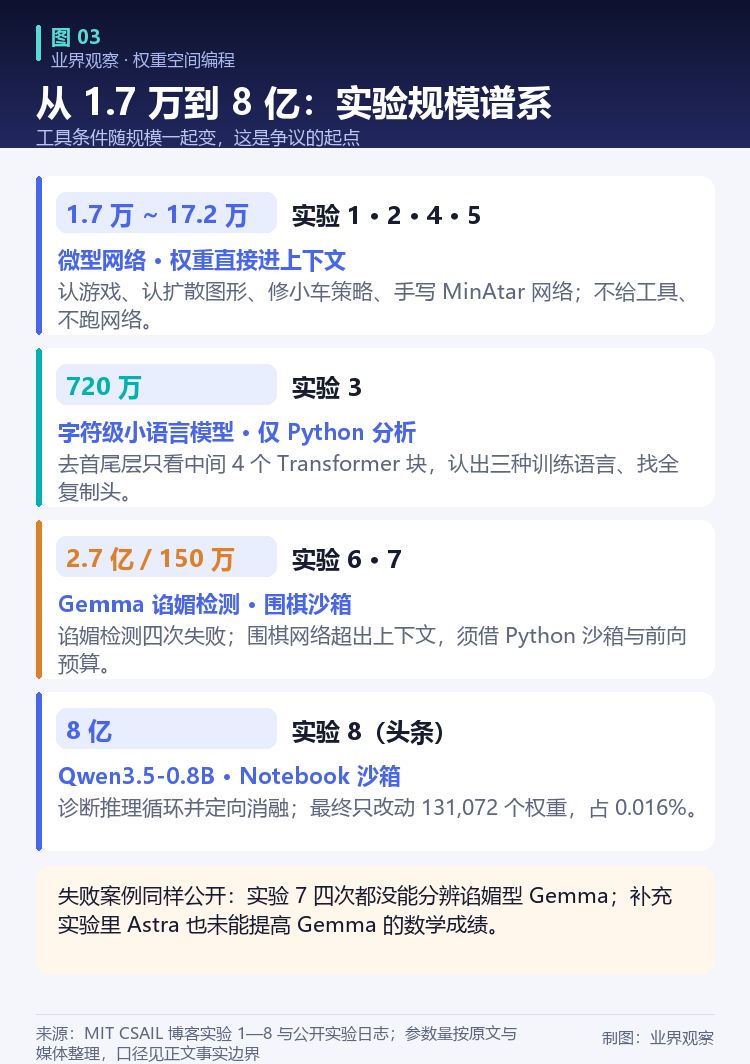 图 03
业界观察 · 权重空间编程
从 1.7 万到 8 亿：实验规模谱系
工具条件随规模一起变，这是争议的起点
1.7 万 ~ 17.2 万
实验 1 • 2 • 4 • 5
微型网络 • 权重直接进上下文
认游戏、认扩散图形、修小车策略、手写 MinAtar 网络；不给工具、
不跑网络。
720 万
实验 3
字符级小语言模型 • 仅 Python 分析
去首尾层只看中间 4 个 Transformer 块，认出三种训练语言、找全
复制头。
2.7 亿 / 150 万
实验 6 • 7
Gemma 谄媚检测 • 围棋沙箱
谄媚检测四次失败；围棋网络超出上下文，须借 Python 沙箱与前向
预算。
8 亿
实验 8（头条）
Qwen3.5-0.8B • Notebook 沙箱
诊断推理循环并定向消融；最终只改动 131,072 个权重，占 0.016%。
失败案例同样公开：实验 7 四次都没能分辨谄媚型 Gemma；补充
实验里 Astra 也未能提高 Gemma 的数学成绩。
来源：MIT CSAIL 博客实验 1—8 与公开实验日志；参数量按原文与
媒体整理，口径见正文事实边界
制图：业界观察